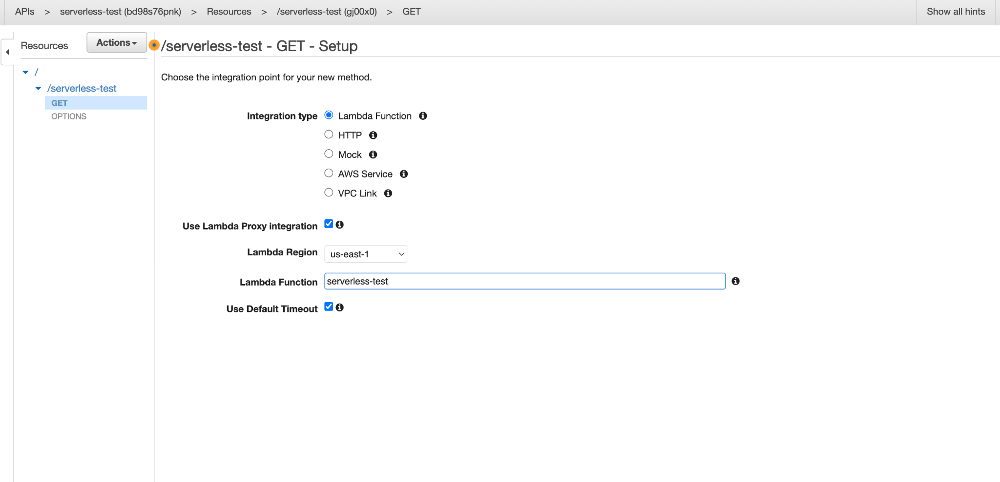 APIs > serverless-test (bd98s76pnk) > Resources > /serverless-test (gj00x0) > GET
Show all hints
Resources
Actions
/serverless-test - GET - Setup
/
/serverless-test
GET
OPTIONS
Choose the integration point for your new method.
Integration type
Lambda Function
HTTP
Mock
AWS Service
VPC Link
Use Lambda Proxy integration
Lambda Region us-east-1
Lambda Function serverless-test
Use Default Timeout